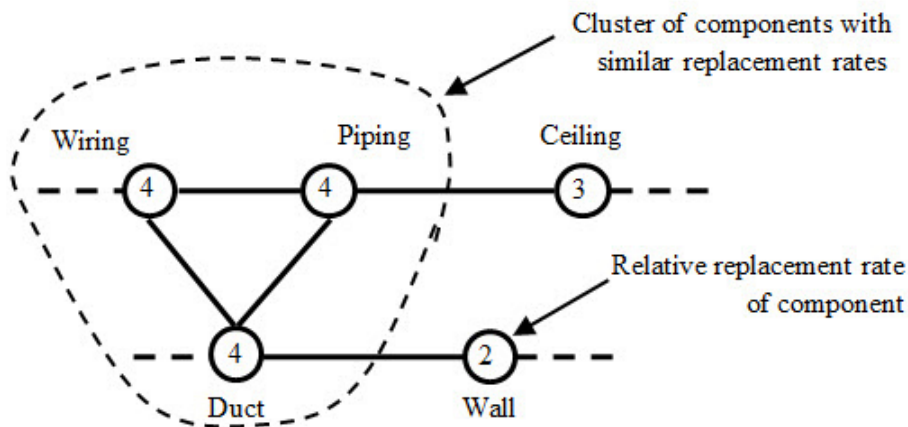 Cluster of components with
similar replacement rates
Wiring
Piping
Ceiling
4
4
3
Relative replacement rate
of component
4
2
Duct
Wall